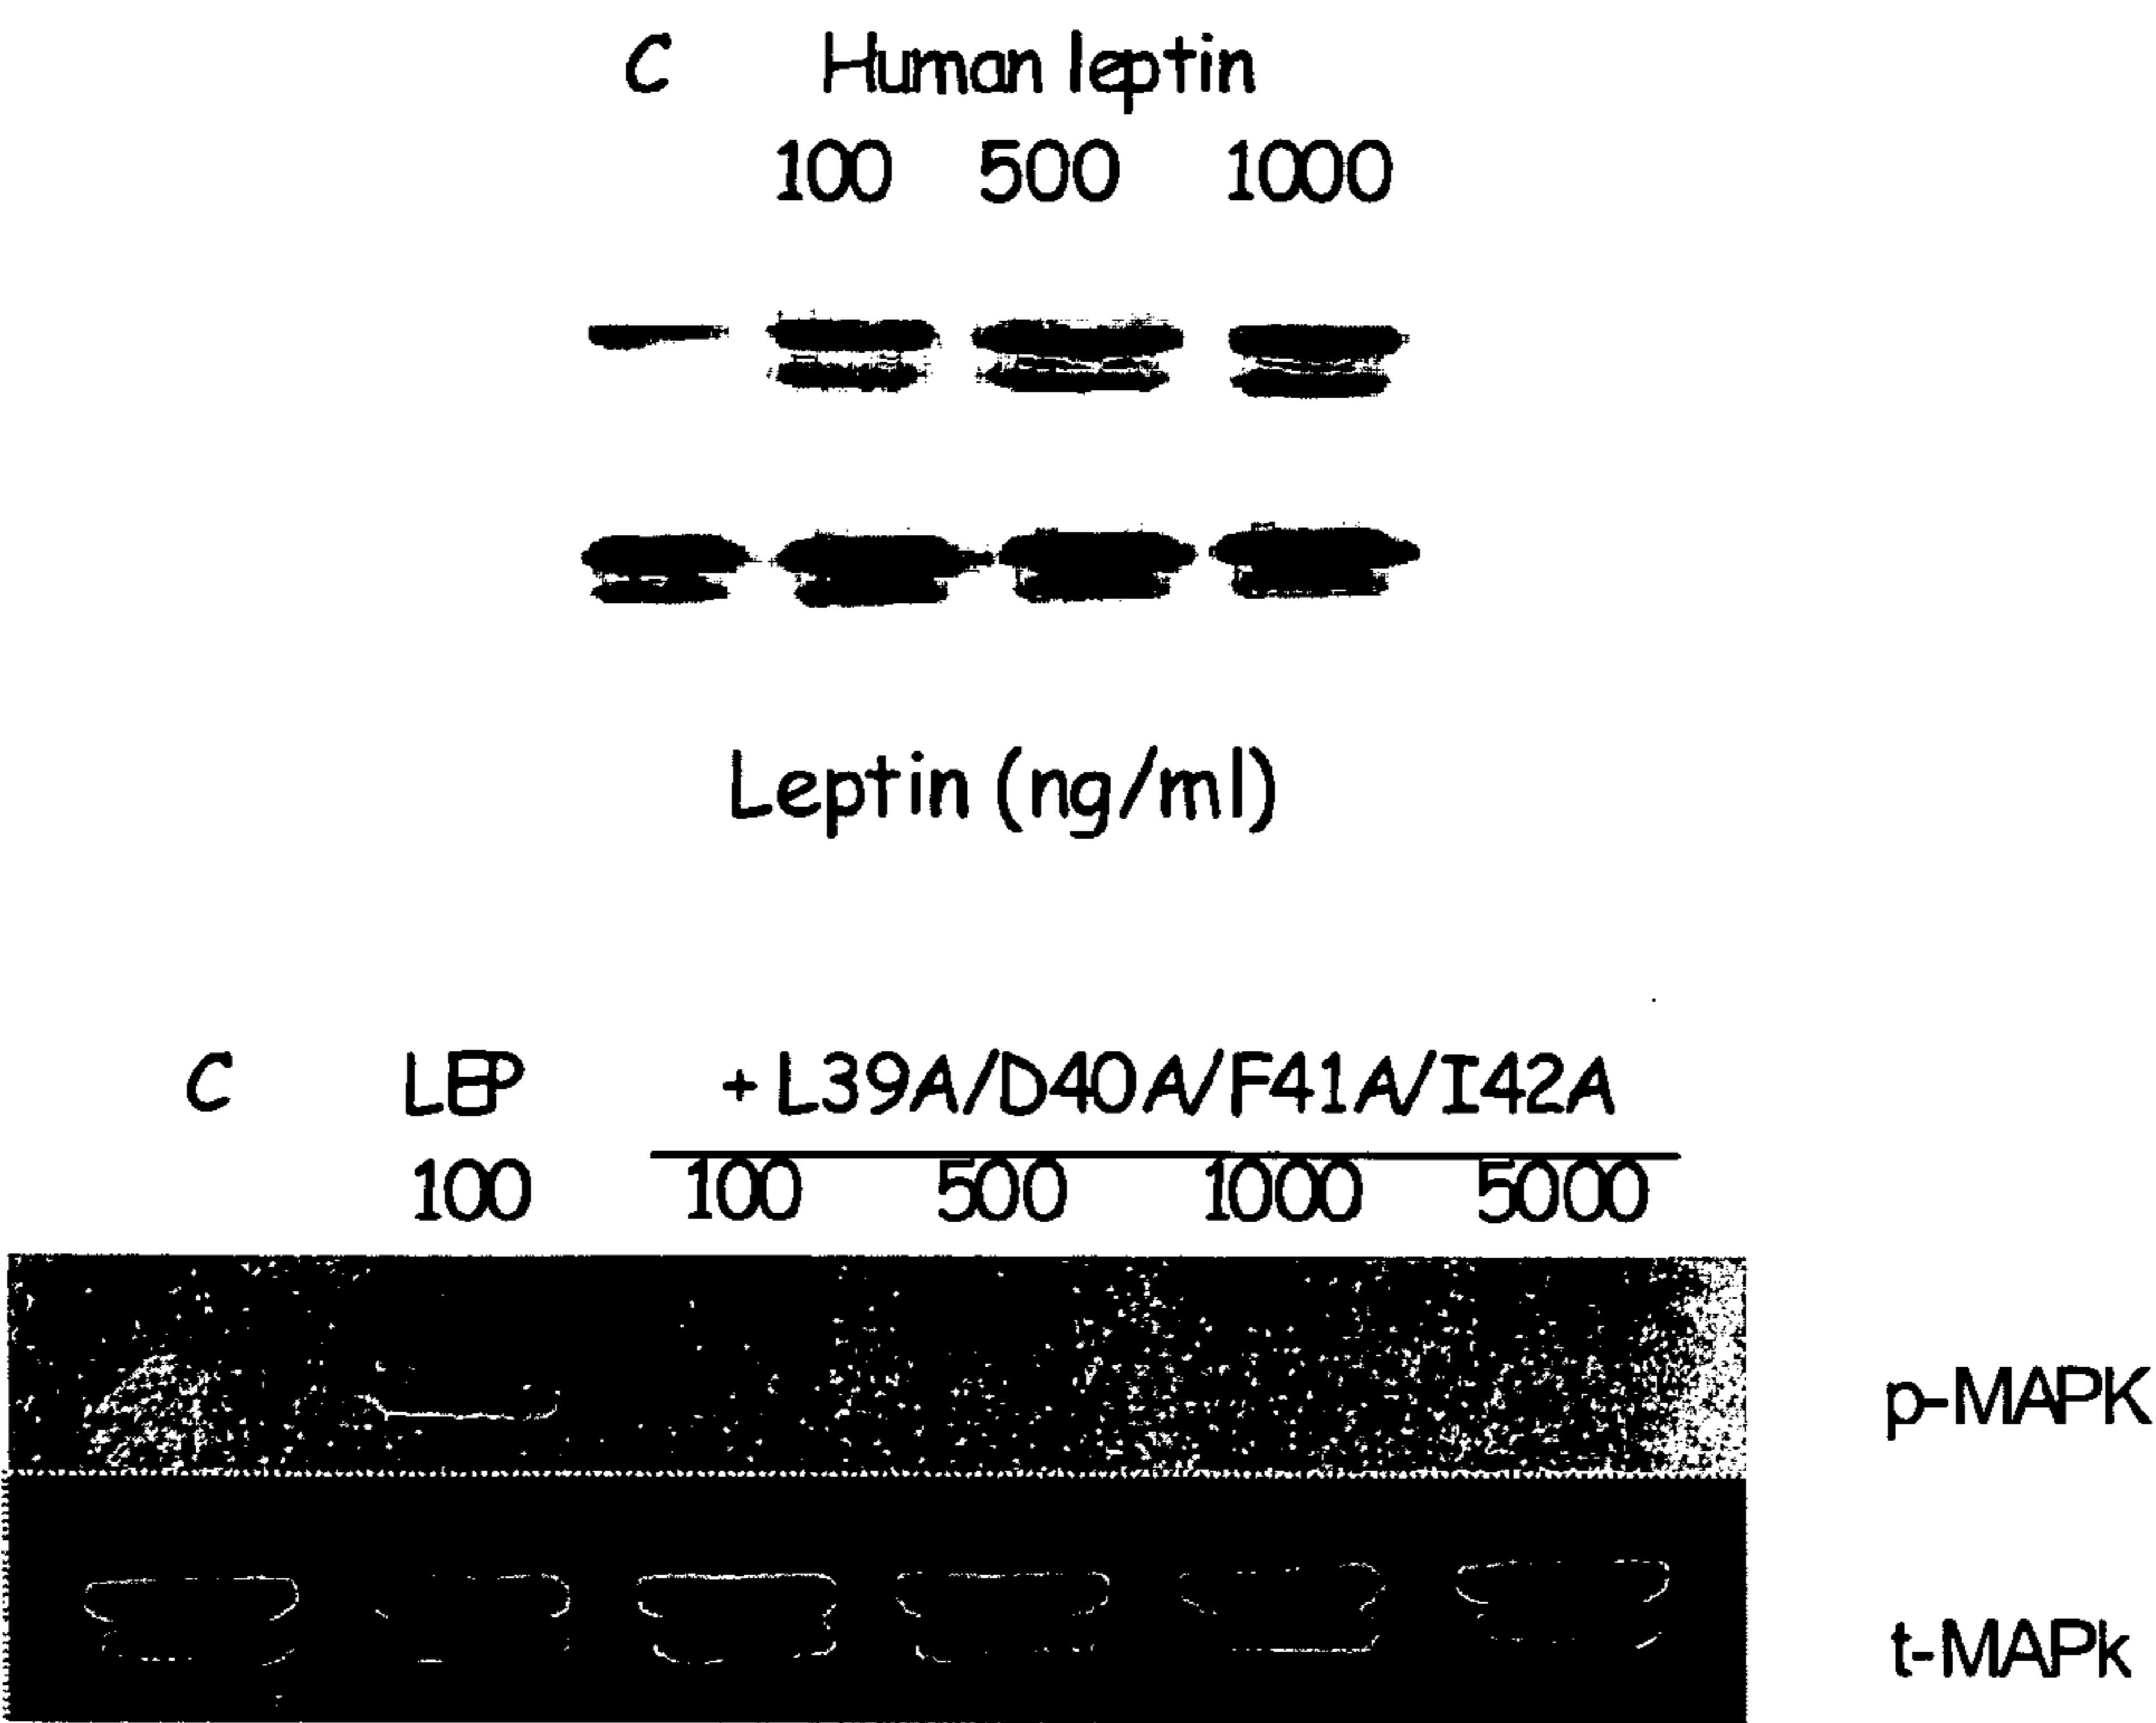 C Human leptin
100 500 1000
Leptin (ng/ml)
C LEP +L39A/D40A/F41A/I42A
100 100 500 1000 5000
p-MAPK
t-MAPk